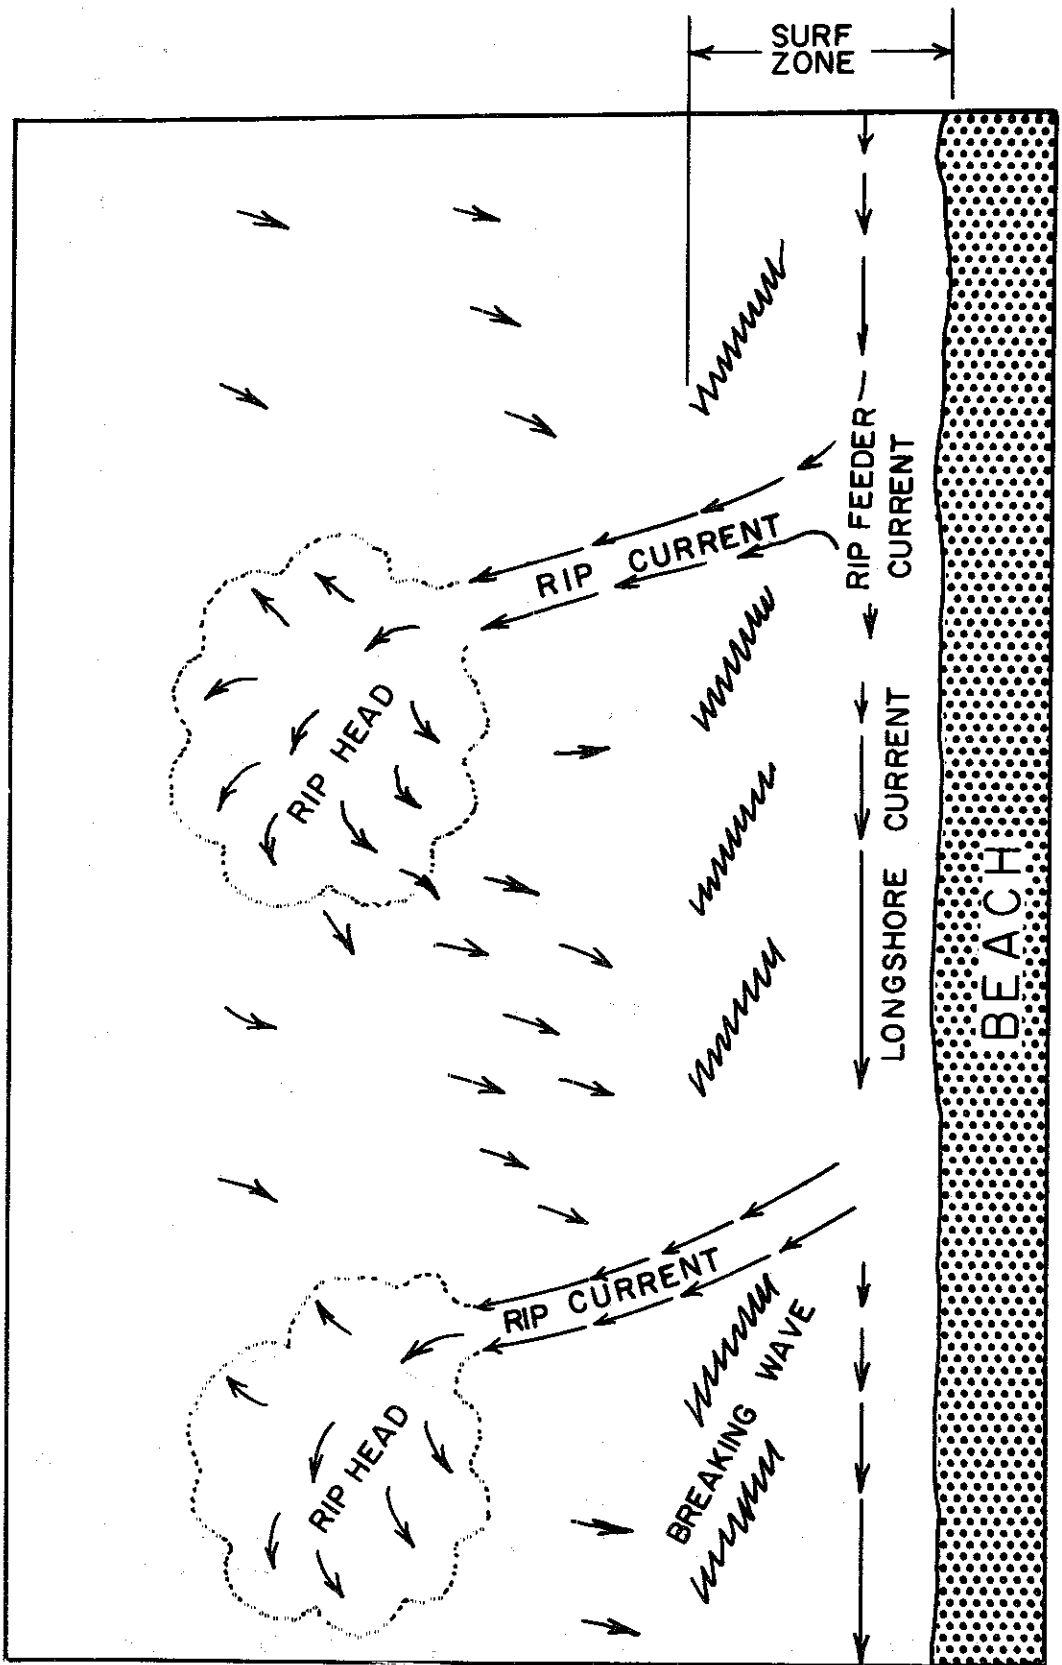 SURF
ZONE
RIP FEEDER
CURRENT
RIP CURRENT
RIP HEAD
LONGSHORE CURRENT
BEACH
RIP CURRENT
RIP HEAD
BREAKING WAVE